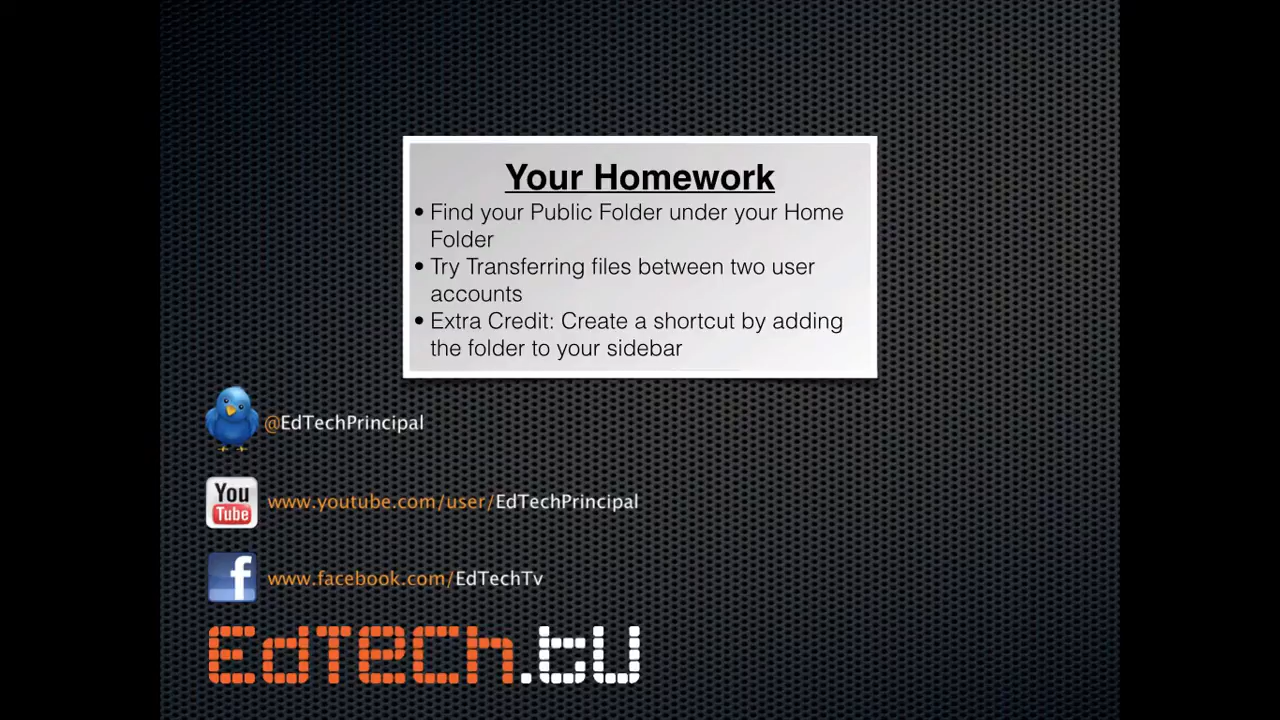 Your Homework
• Find your Public Folder under your Home
Folder
• Try Transferring files between two user
accounts
• Extra Credit: Create a shortcut by adding
the folder to your sidebar
@EdTechPrincipal
You
Tube
www.youtube.com/user/EdTechPrincipal
f
www.facebook.com/EdTechTv
EdTeCh.tU